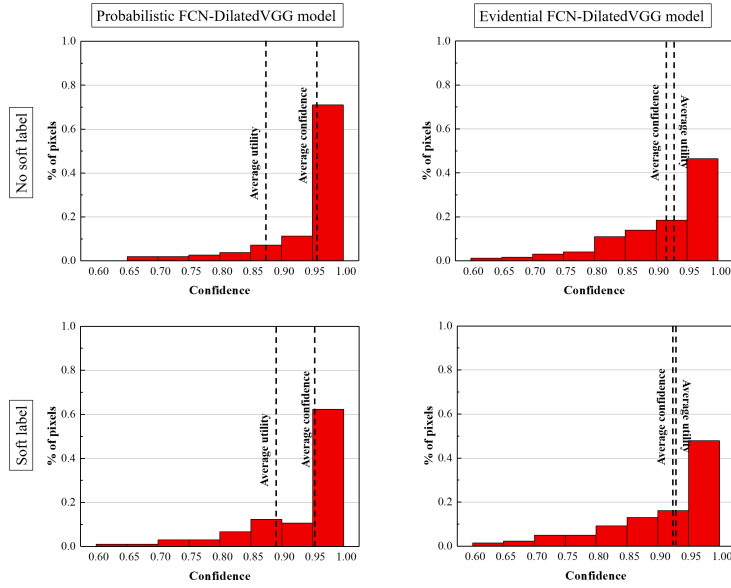 Probabilistic FCN-DilatedVGG model
Evidential FCN-DilatedVGG model
No soft label
% of pixels
1.0
0.8
0.6
0.4
0.2
0.0
Average utility
Average confidence
0.60 0.65 0.70 0.75 0.80 0.85 0.90 0.95 1.00
Confidence
% of pixels
1.0
0.8
0.6
0.4
0.2
0.0
Average confidence
Average utility
0.60 0.65 0.70 0.75 0.80 0.85 0.90 0.95 1.00
Confidence
Soft label
% of pixels
1.0
0.8
0.6
0.4
0.2
0.0
Average utility
Average confidence
0.60 0.65 0.70 0.75 0.80 0.85 0.90 0.95 1.00
Confidence
% of pixels
1.0
0.8
0.6
0.4
0.2
0.0
Average confidence
Average utility
0.60 0.65 0.70 0.75 0.80 0.85 0.90 0.95 1.00
Confidence